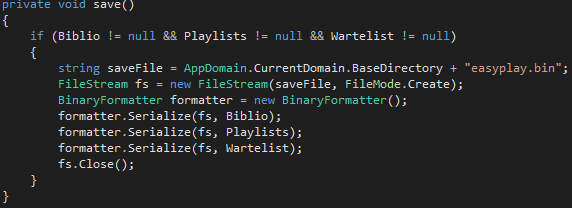 private void save()
{
if (Biblio != null && Playlists != null && Wartelist != null)
{
string saveFile = AppDomain.CurrentDomain.BaseDirectory + "easyplay.bin";
FileStream fs = new FileStream(saveFile, FileMode.Create);
BinaryFormatter formatter = new BinaryFormatter();
formatter.Serialize(fs, Biblio);
formatter.Serialize(fs, Playlists);
formatter.Serialize(fs, Wartelist);
fs.Close();
}
}